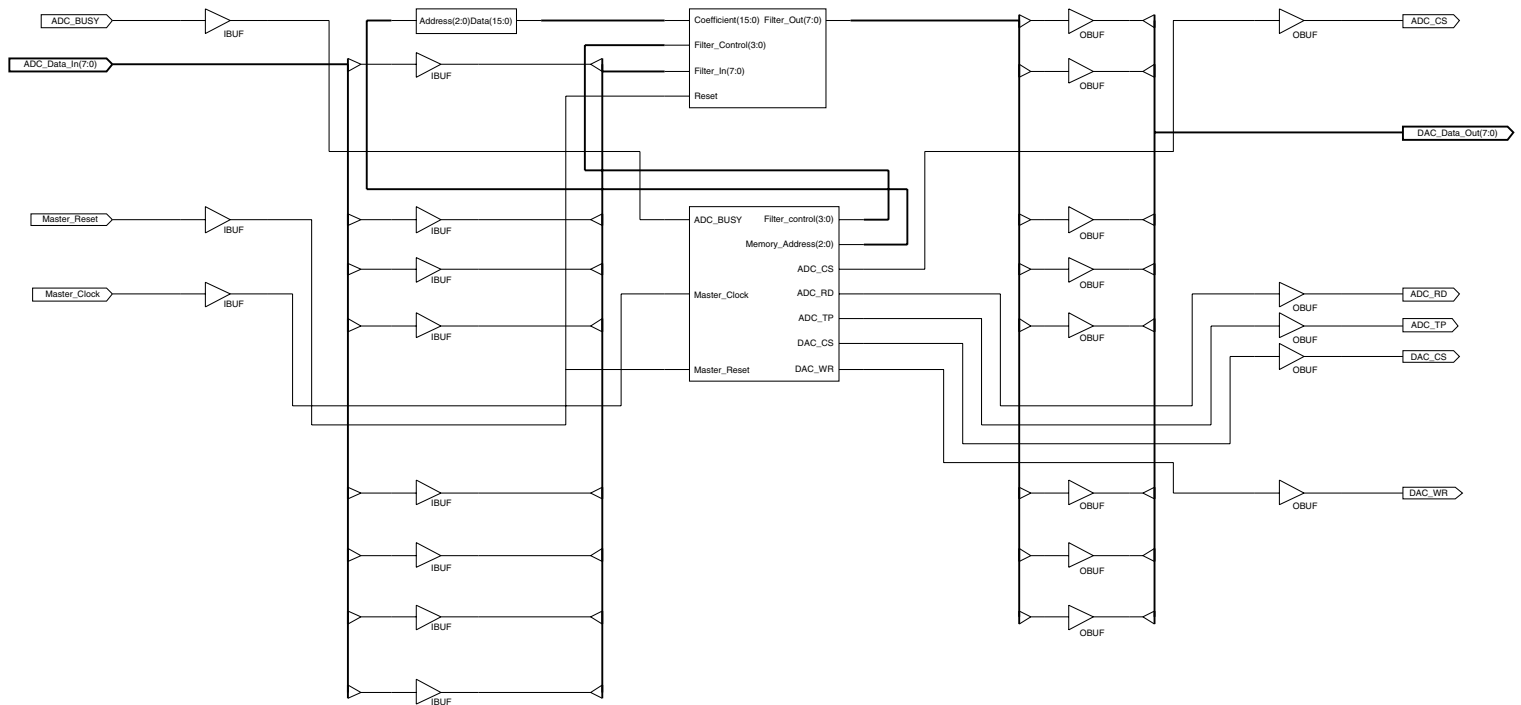 ADC_BUSY
IBUF
Address(2:0)Data(15:0)
Coefficient(15:0) Filter_Out(7:0)
OBUF
OBUF
ADC_CS
Filter_Control(3:0)
ADC_Data_In(7:0)
IBUF
Filter_In(7:0)
OBUF
Reset
DAC_Data_Out(7:0)
Master_Reset
IBUF
IBUF
ADC_BUSY Filter_control(3:0)
OBUF
Memory_Address(2:0)
IBUF
ADC_CS
OBUF
Master_Clock
IBUF
Master_Clock
ADC_RD
OBUF
ADC_RD
IBUF
ADC_TP
OBUF
OBUF
ADC_TP
DAC_CS
OBUF
DAC_CS
Master_Reset DAC_WR
IBUF
OBUF
OBUF
DAC_WR
IBUF
OBUF
IBUF
OBUF
IBUF